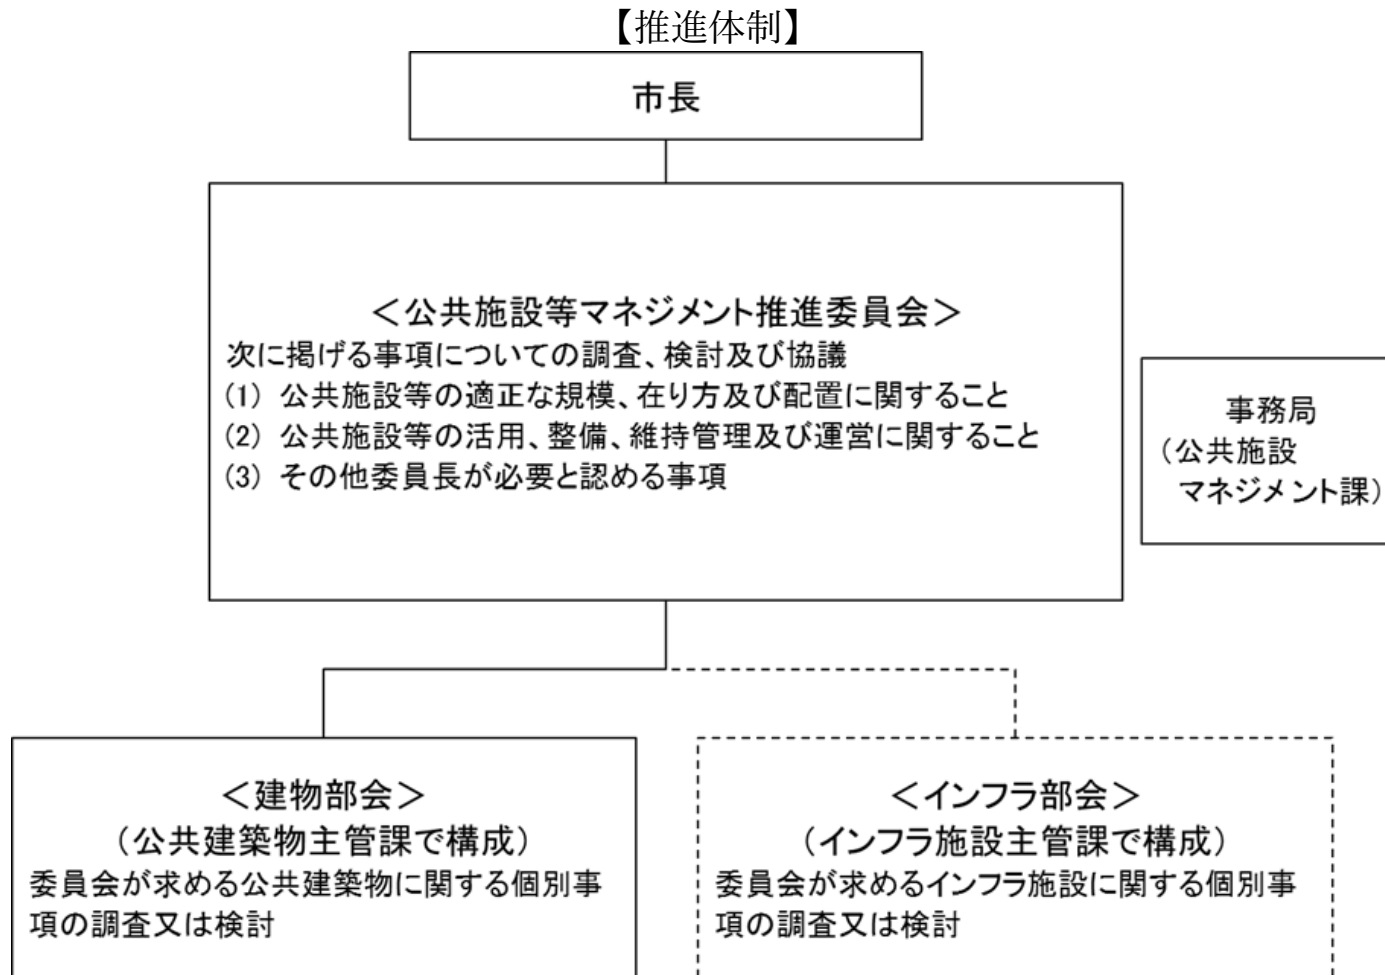 【推進体制】
市長
＜公共施設等マネジメント推進委員会＞
次に掲げる事項についての調査、検討及び協議
(1) 公共施設等の適正な規模、在り方及び配置に関すること
(2) 公共施設等の活用、整備、維持管理及び運営に関すること
(3) その他委員長が必要と認める事項
事務局
（公共施設
マネジメント課）
＜建物部会＞
（公共建築物主管課で構成）
委員会が求める公共建築物に関する個別事
項の調査又は検討
＜インフラ部会＞
（インフラ施設主管課で構成）
委員会が求めるインフラ施設に関する個別事
項の調査又は検討